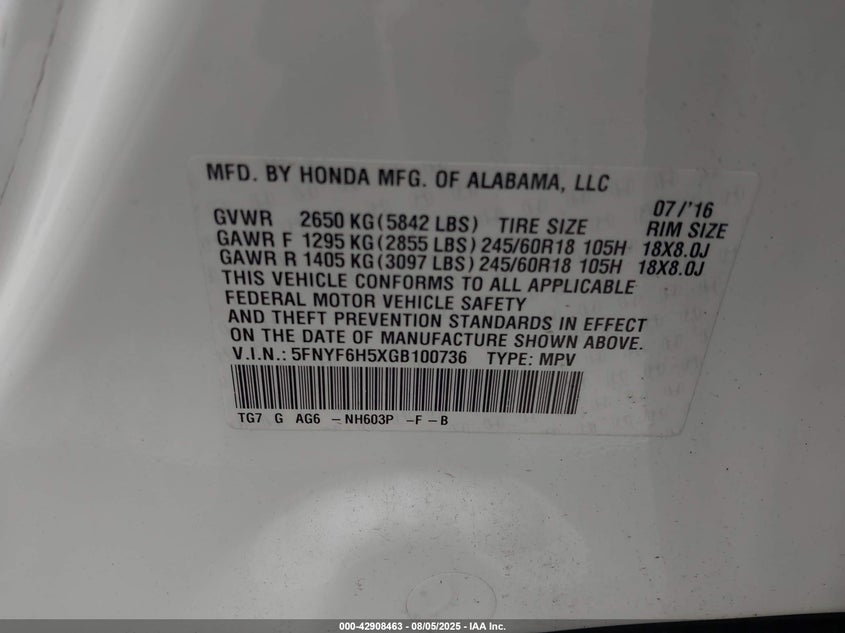 MFD. BY HONDA MFG. OF ALABAMA, LLC
07/'16
GVWR 2650 KG(5842 LBS) TIRE SIZE RIM SIZE
GAWR F 1295 KG(2855 LBS)245/60R18 105H 18X8.0J
GAWR R 1405 KG(3097 LBS)245/60R18 105H 18X8.0J
THIS VEHICLE CONFORMS TO ALL APPLICABLE
FEDERAL MOTOR VEHICLE SAFETY
AND THEFT PREVENTION STANDARDS IN EFFECT
ON THE DATE OF MANUFACTURE SHOWN ABOVE.
V.I.N.: 5FNYF6H5XGB100736 TYPE: MPV
TG7 G AG6 -NH603P -F-B
000-42908463 - 08/05/2025 - IAA Inc.